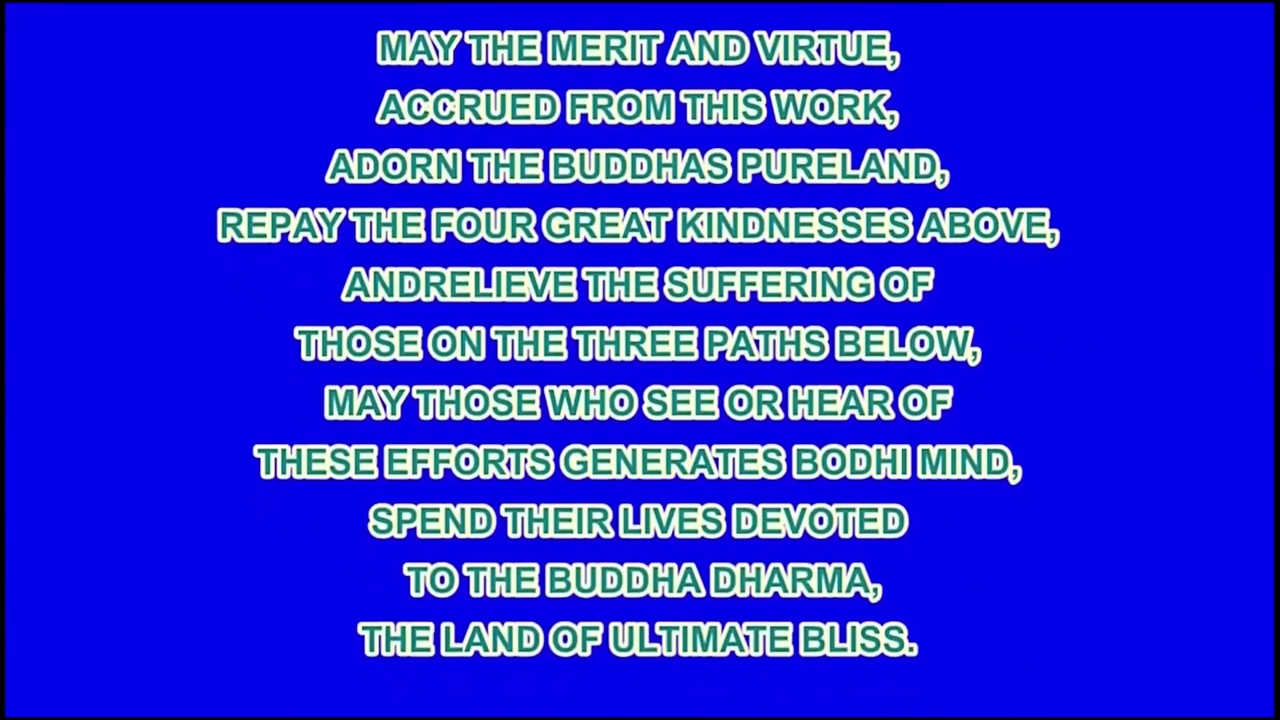 MAY THE MERIT AND VIRTUE,
ACCRUED FROM THIS WORK,
ADORN THE BUDDHAS PURELAND,
REPAY THE FOUR GREAT KINDNESSES ABOVE,
ANDRELIEVE THE SUFFERING OF
THOSE ON THE THREE PATHS BELOW,
MAY THOSE WHO SEE OR HEAR OF
THESE EFFORTS GENERATES BODHI MIND,
SPEND THEIR LIVES DEVOTED
TO THE BUDDHA DHARMA,
THE LAND OF ULTIMATE BLISS.